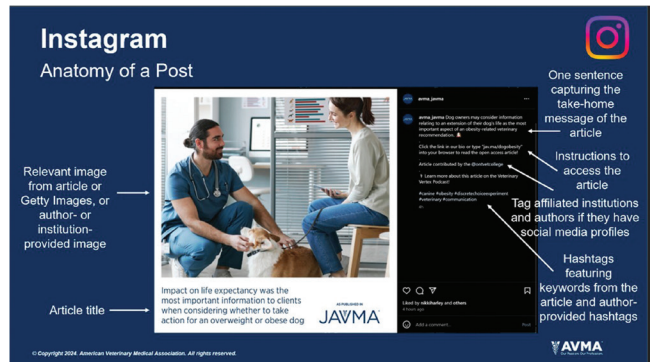 Instagram
Anatomy of a Post
One sentence
capturing the
take-home
message of the
article
Instructions to
access the
article
Tag affiliated institutions
and authors if they have
social media profiles
Hashtags
featuring
keywords from the
article and author-
provided hashtags
Relevant image
from article or
Getty Images, or
author- or
institution-
provided image
Article title
Impact on life expectancy was the
most important information to clients
when considering whether to take
action for an overweight or obese dog
AS PUBLISHED IN
JAVMA
avma_javma
avma_javma Dog owners may consider information
relating to an extension of their dog's life as the most
important aspect of an obesity-related veterinary
recommendation.
Click the link in our bio or type "jav.ma/dogobesity"
into your browser to read the open access article!
Article contributed by the @ontvetcollege
Learn more about this article on the Veterinary
Vertex Podcast!
#canine #obesity #discretechoiceexperiment
#veterinary #communication
Liked by nikkiharley and others
Add a comment...
Post
© Copyright 2024. American Veterinary Medical Association. All rights reserved.
AVMA